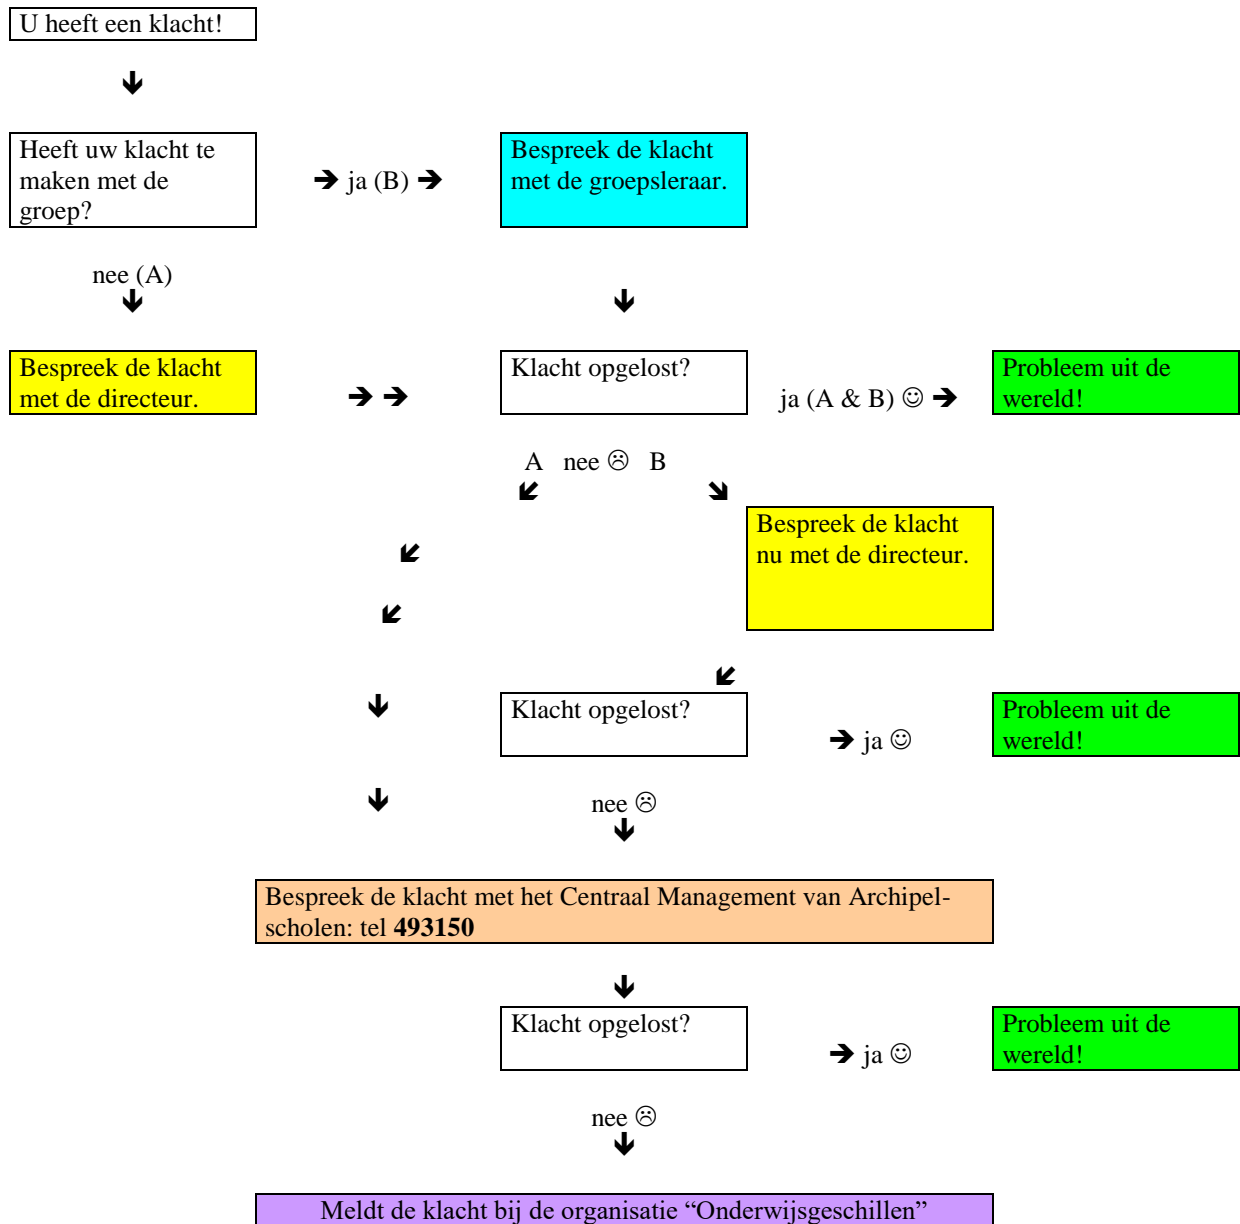 U heeft een klacht!
Heeft uw klacht te
maken met de
groep?
➔ ja (B) ➔
Bespreek de klacht
met de groepsleraar.
nee (A)
Bespreek de klacht
met de directeur.
➔ ➔
Klacht opgelost?
ja (A & B) ☺ ➔
Probleem uit de
wereld!
A nee ☹ B
Bespreek de klacht
nu met de directeur.
Klacht opgelost?
➔ ja ☺
Probleem uit de
wereld!
nee ☹
Bespreek de klacht met het Centraal Management van Archipel-
scholen: tel 493150
Klacht opgelost?
➔ ja ☺
Probleem uit de
wereld!
nee ☹
Meldt de klacht bij de organisatie “Onderwijsgeschillen”